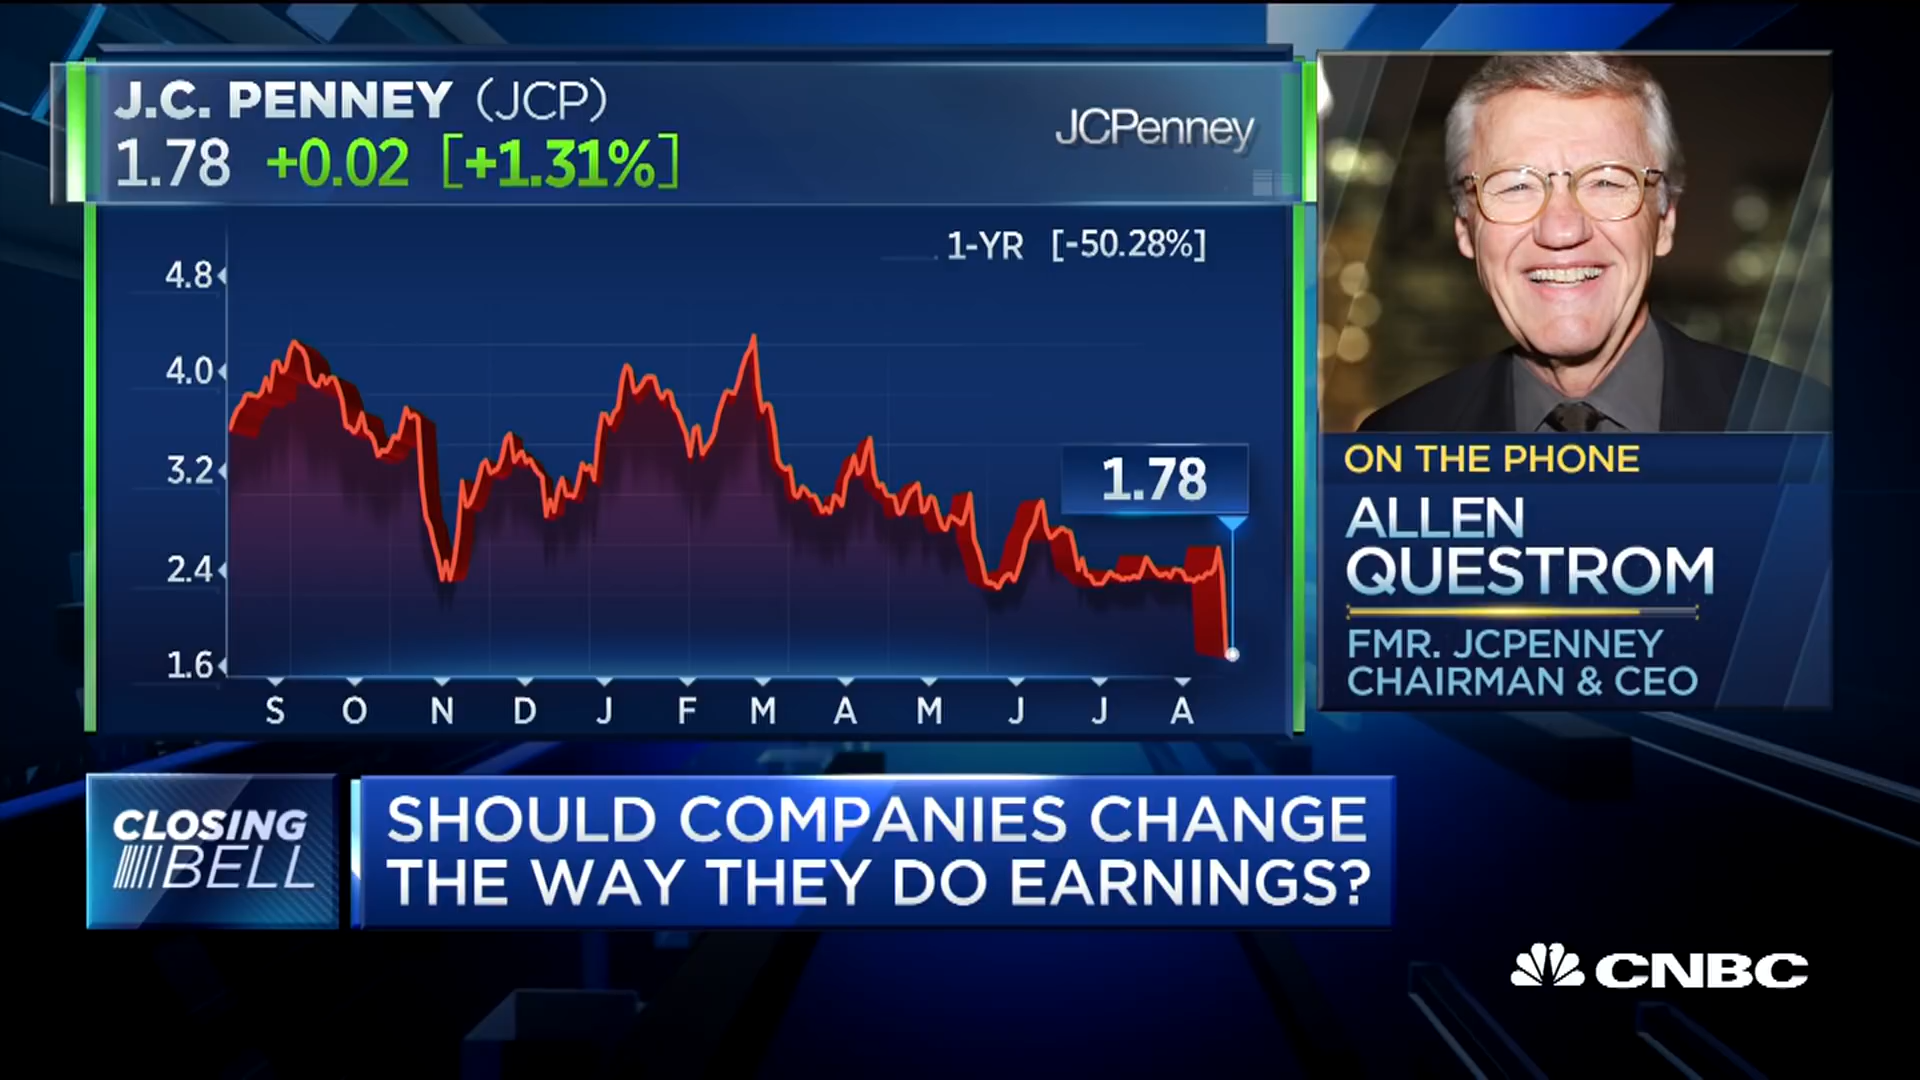 J.C. PENNEY (JCP)
1.78 +0.02 [+1.31%]
JCPenney
1-YR [-50.28%]
4.8
4.0
3.2
2.4
1.6
1.78
S O N D J F M A M J J A
ON THE PHONE
ALLEN
QUESTROM
FMR. JCPENNEY
CHAIRMAN & CEO
CLOSING
BELL
SHOULD COMPANIES CHANGE
THE WAY THEY DO EARNINGS?
CNBC